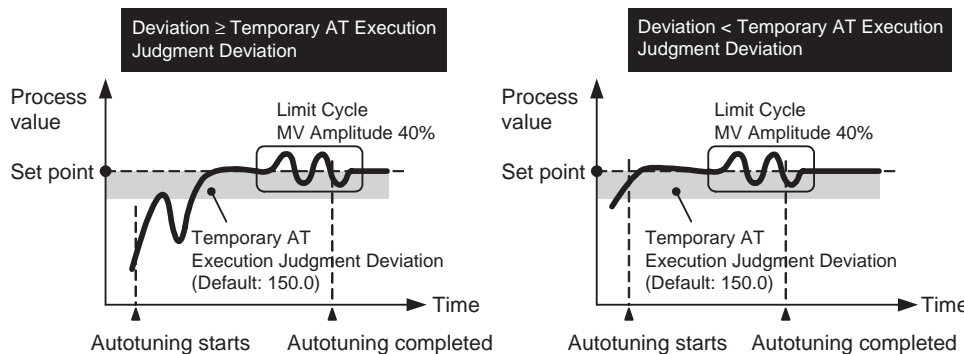 Deviation ≥ Temporary AT Execution
Judgment Deviation
Process
value
Limit Cycle
MV Amplitude 40%
Set point
Temporary AT
Execution Judgment Deviation
(Default: 150.0)
Time
Autotuning starts
Autotuning completed
Deviation < Temporary AT Execution
Judgment Deviation
Process
value
Limit Cycle
MV Amplitude 40%
Set point
Temporary AT
Execution Judgment Deviation
(Default: 150.0)
Time
Autotuning starts
Autotuning completed